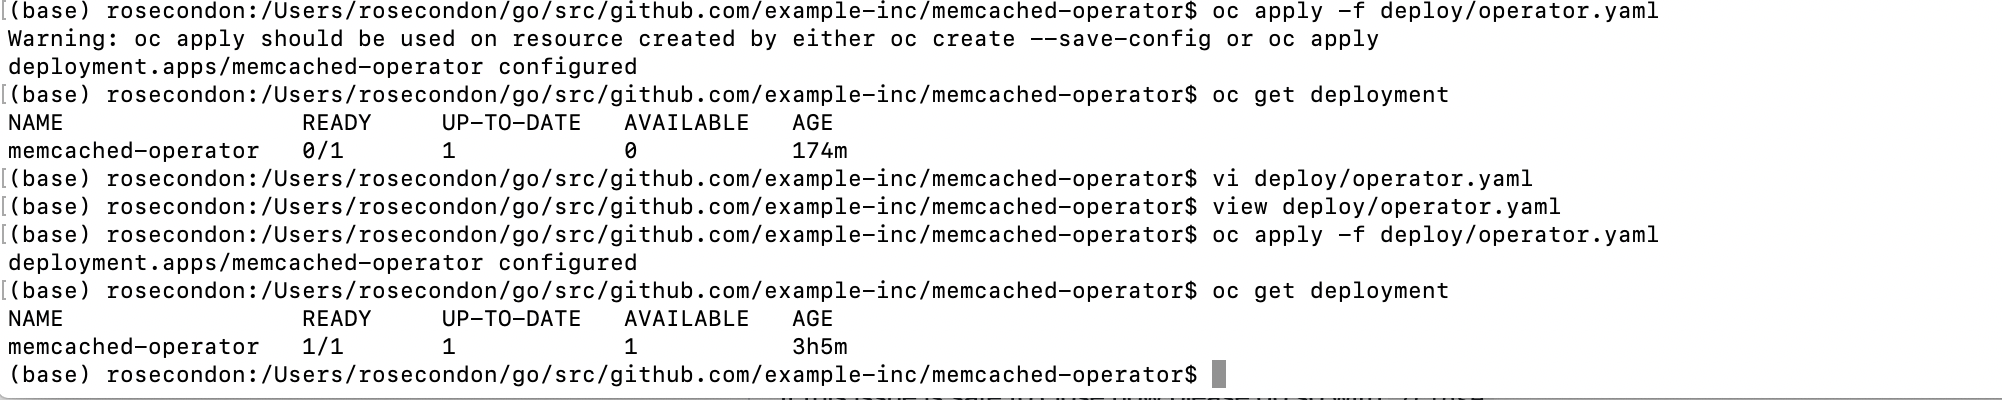 (base) rosecondon:/Users/rosecondon/go/src/github.com/example-inc/memcached-operator$ oc apply -f deploy/operator.yaml
Warning: oc apply should be used on resource created by either oc create --save-config or oc apply
deployment.apps/memcached-operator configured
[(base) rosecondon:/Users/rosecondon/go/src/github.com/example-inc/memcached-operator$ oc get deployment
NAME                 READY     UP-TO-DATE   AVAILABLE   AGE
memcached-operator   0/1       1            0           174m
[(base) rosecondon:/Users/rosecondon/go/src/github.com/example-inc/memcached-operator$ vi deploy/operator.yaml
[(base) rosecondon:/Users/rosecondon/go/src/github.com/example-inc/memcached-operator$ view deploy/operator.yaml
[(base) rosecondon:/Users/rosecondon/go/src/github.com/example-inc/memcached-operator$ oc apply -f deploy/operator.yaml
deployment.apps/memcached-operator configured
[(base) rosecondon:/Users/rosecondon/go/src/github.com/example-inc/memcached-operator$ oc get deployment
NAME                 READY     UP-TO-DATE   AVAILABLE   AGE
memcached-operator   1/1       1            1           3h5m
(base) rosecondon:/Users/rosecondon/go/src/github.com/example-inc/memcached-operator$